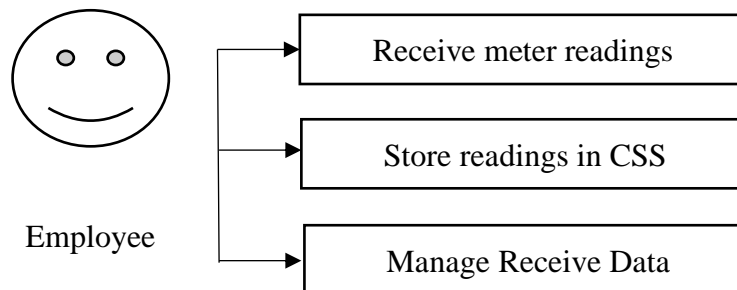 Receive meter readings
Store readings in CSS
Employee
Manage Receive Data